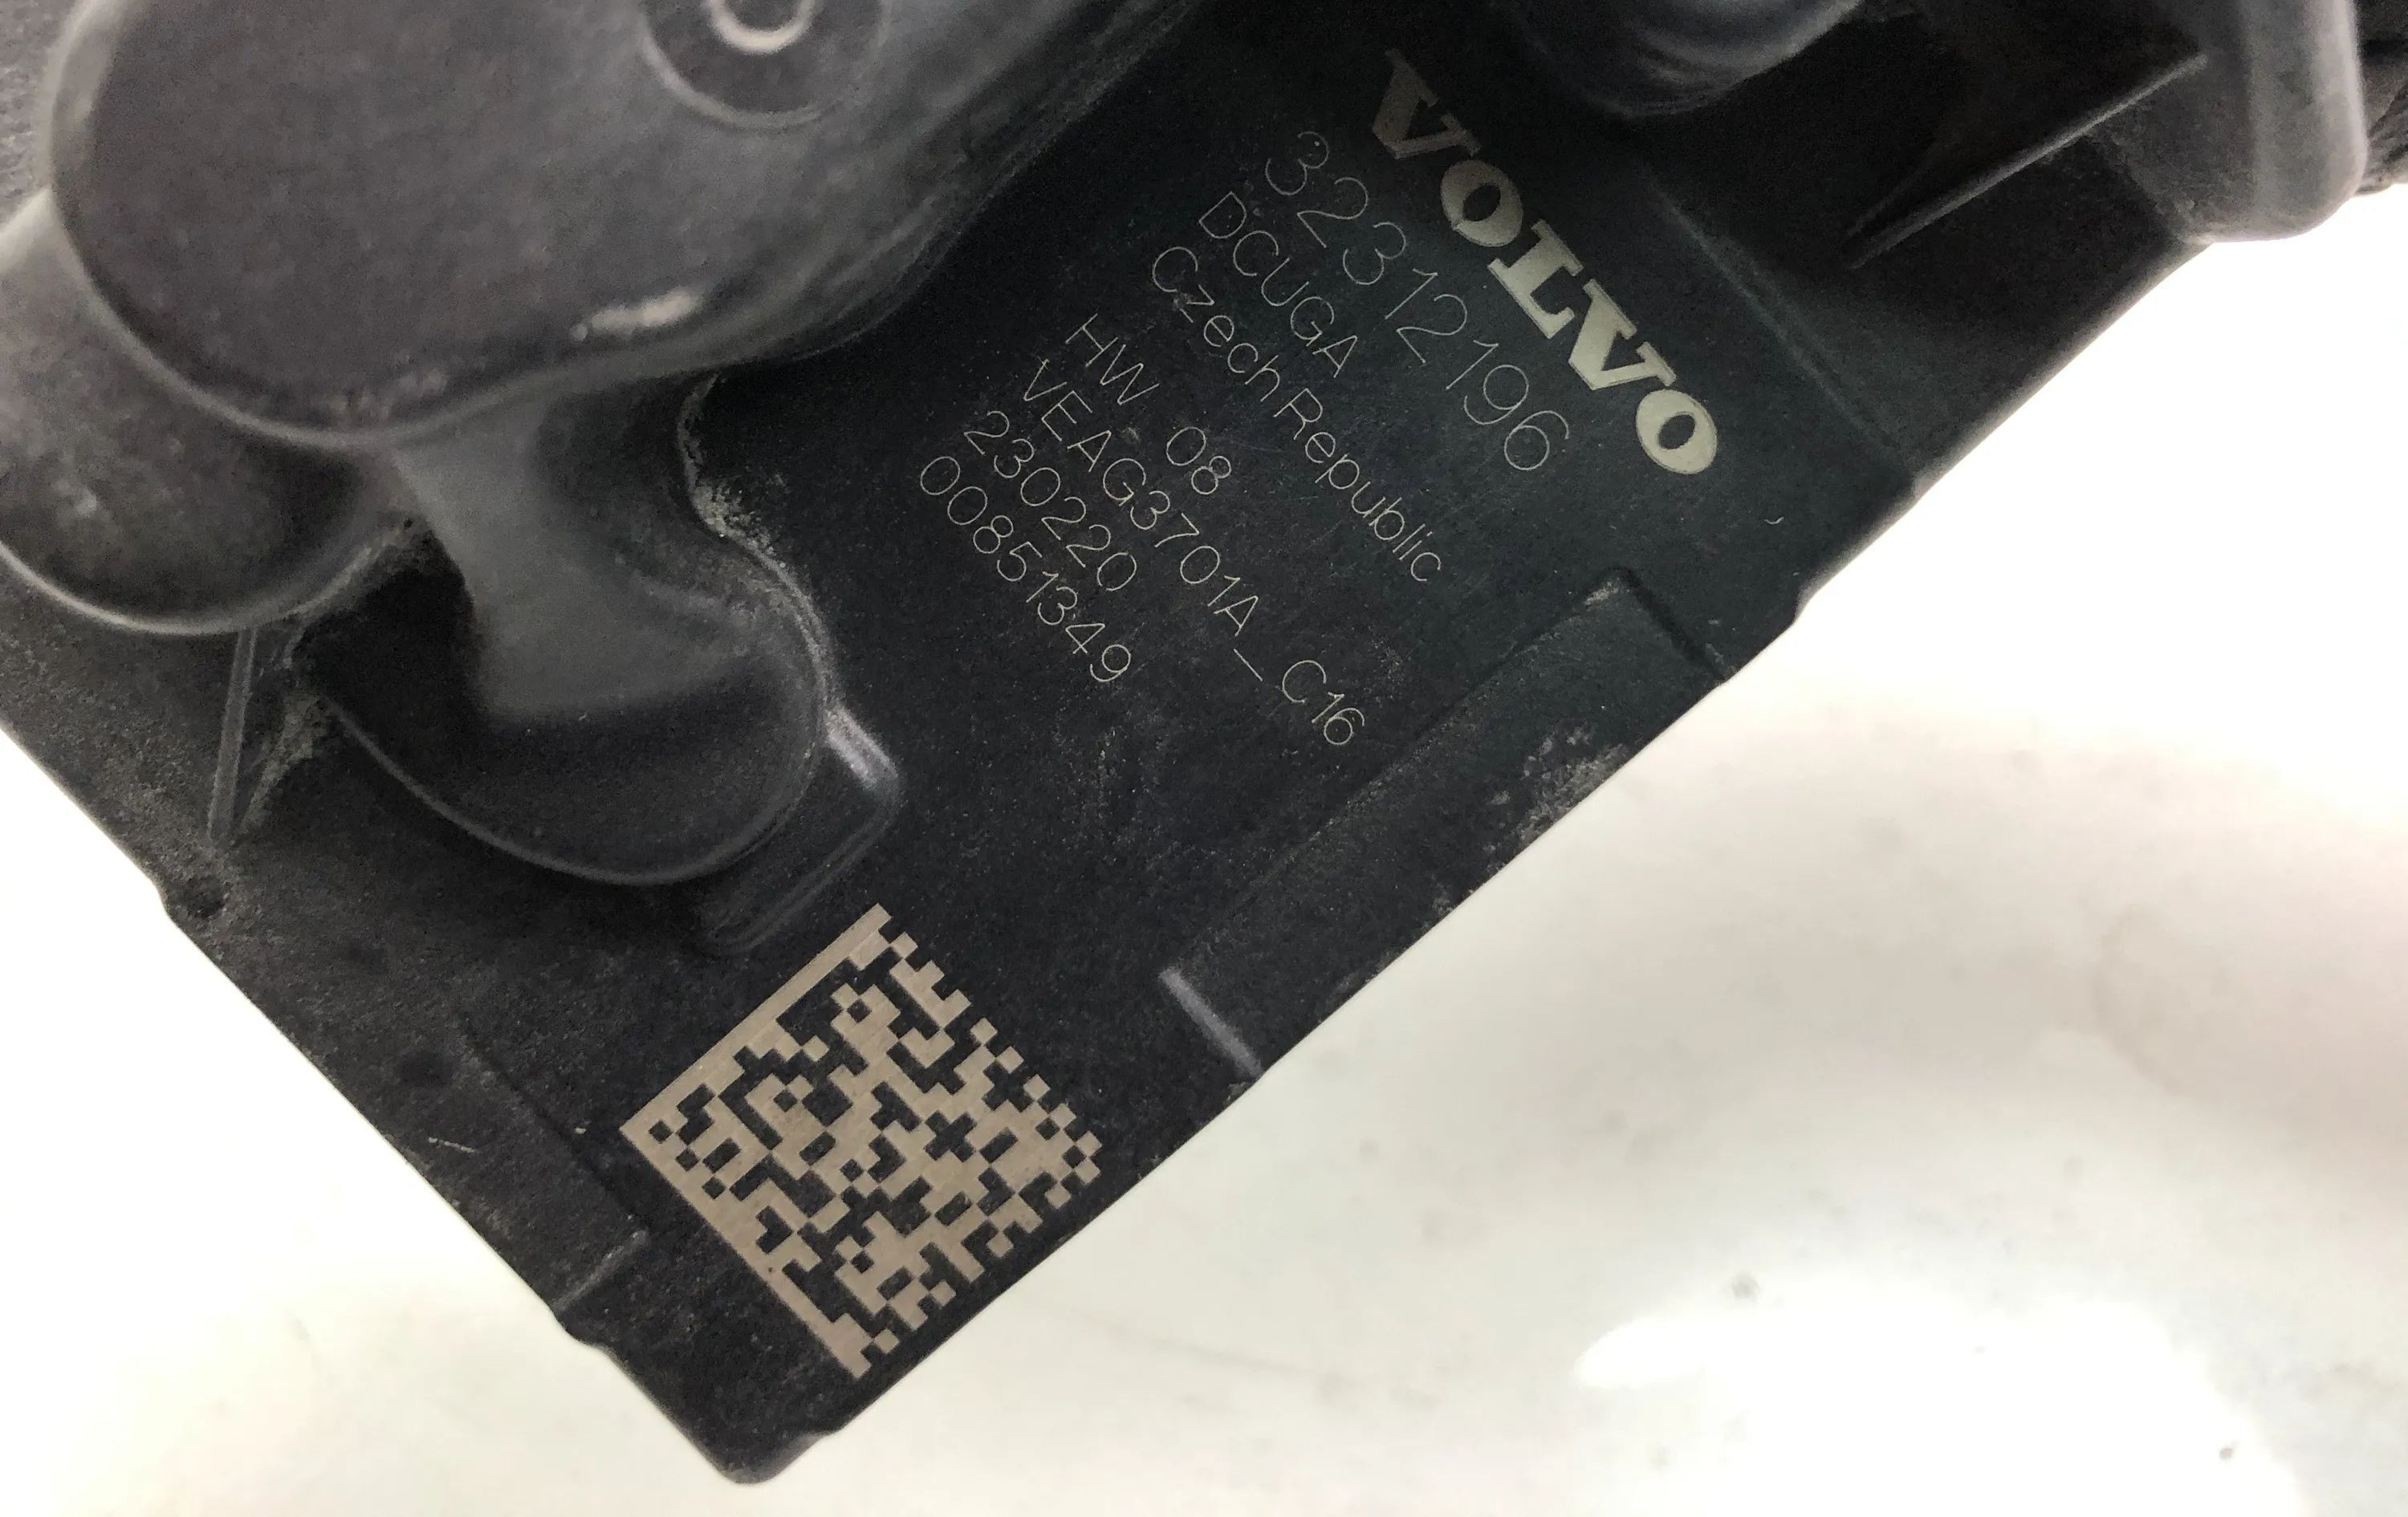 VOLVO
32312196
DCUGA
Czech Republic
HW 08
VEAG3701A_C16
230220
00851349